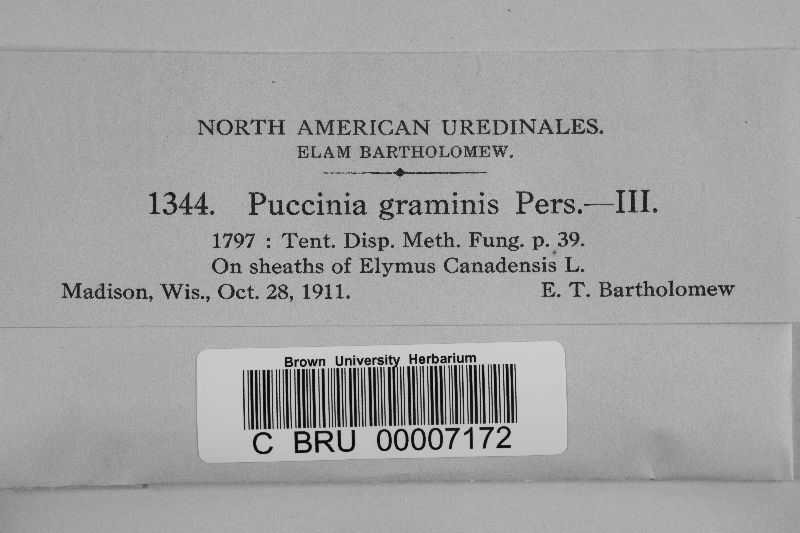 NORTH AMERICAN UREDINALES.
ELAM BARTHOLOMEW.
1344. Puccinia graminis Pers.—III.
1797 : Tent. Disp. Meth. Fung. p. 39.
On sheaths of Elymus Canadensis L.
Madison, Wis., Oct. 28, 1911. E. T. Bartholomew
Brown University Herbarium
C BRU 00007172